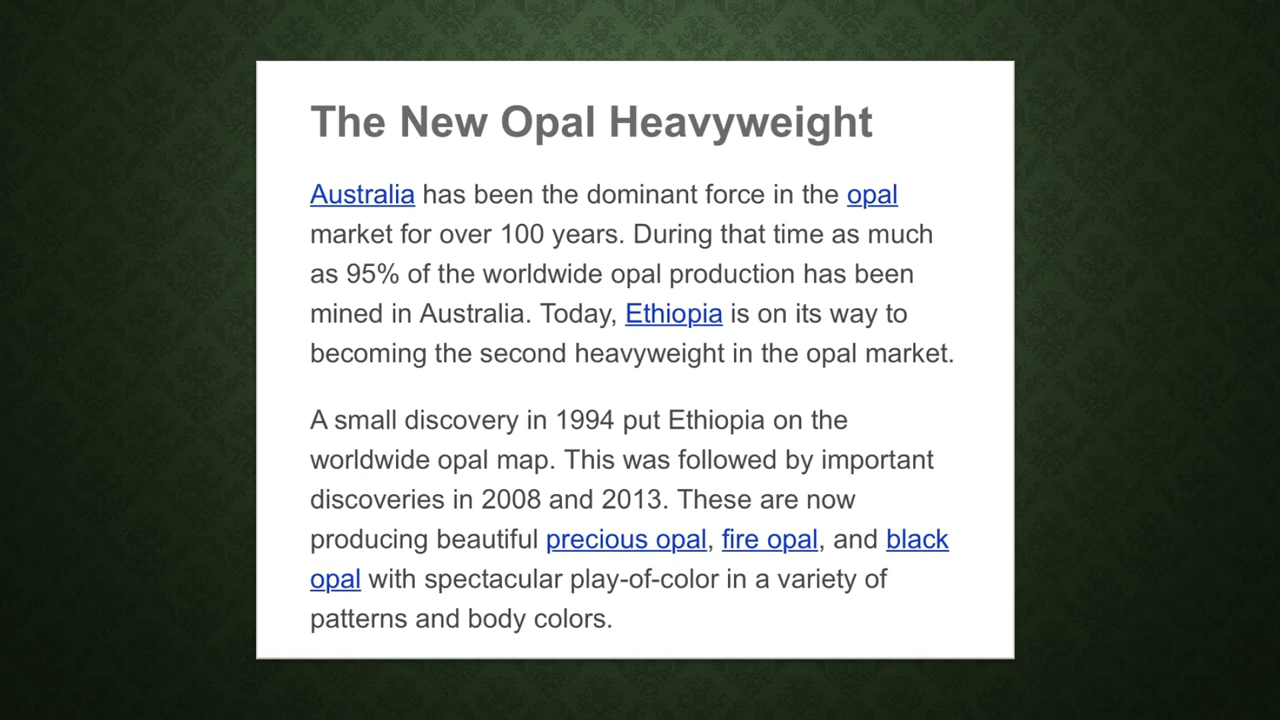 The New Opal Heavyweight
Australia has been the dominant force in the opal
market for over 100 years. During that time as much
as 95% of the worldwide opal production has been
mined in Australia. Today, Ethiopia is on its way to
becoming the second heavyweight in the opal market.
A small discovery in 1994 put Ethiopia on the
worldwide opal map. This was followed by important
discoveries in 2008 and 2013. These are now
producing beautiful precious opal, fire opal, and black
opal with spectacular play-of-color in a variety of
patterns and body colors.